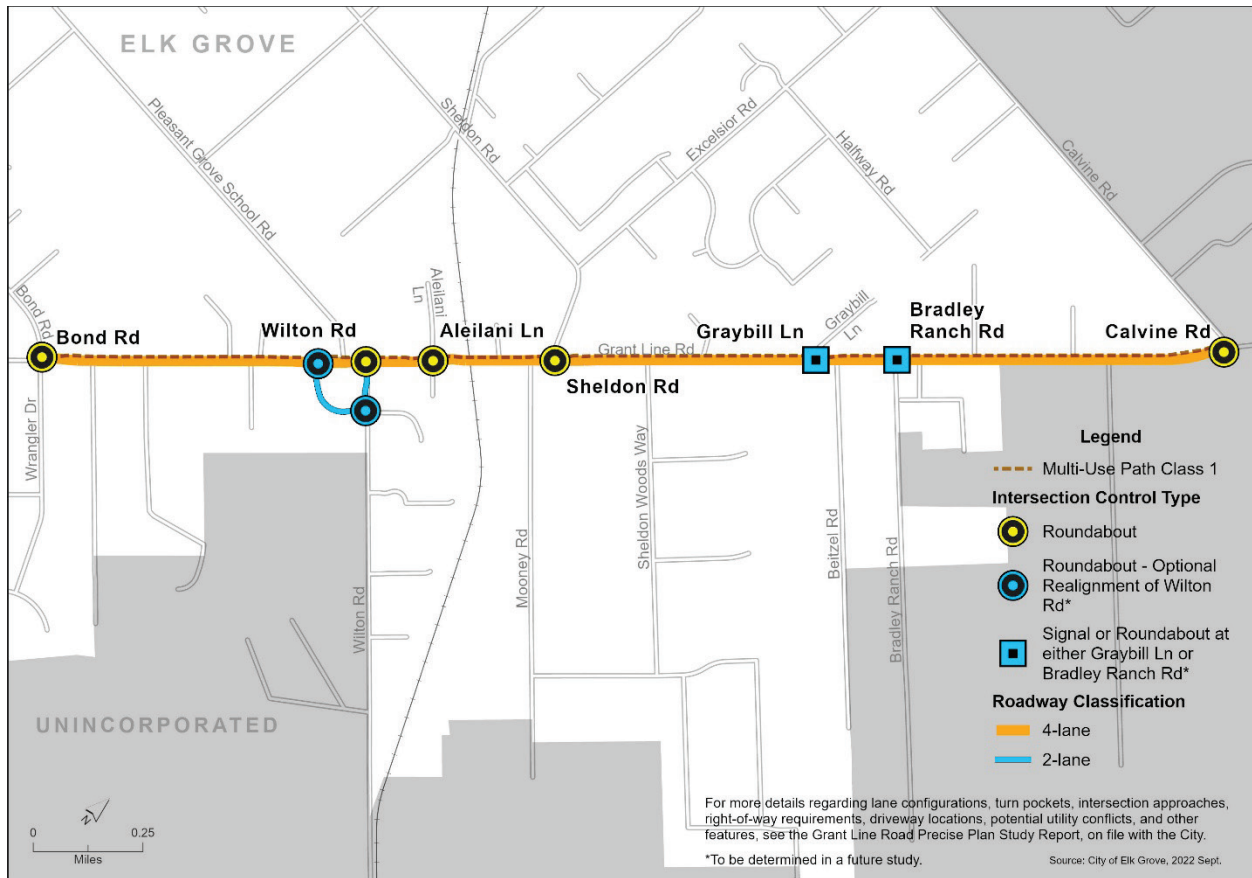 ELK GROVE
Pleasant Grove School Rd
Sheldon Rd
Excelsior Rd
Halfway Rd
Calvine Rd
Bond Rd
Aleilani
Ln
Graybill
Ln
Bond Rd
Wilton Rd
Aleilani Ln
Sheldon Rd
Grant Line Rd
Graybill Ln
Bradley
Ranch Rd
Calvine Rd
Wrangler Dr
Wilton Rd
Mooney Rd
Sheldon Woods Way
Beitzel Rd
Bradley Ranch Rd
UNINCORPORATED
Legend
Multi-Use Path Class 1
Intersection Control Type
Roundabout
Roundabout - Optional
Realignment of Wilton
Rd*
Signal or Roundabout at
either Graybill Ln or
Bradley Ranch Rd*
Roadway Classification
4-lane
2-lane
N
0 0.25
Miles
For more details regarding lane configurations, turn pockets, intersection approaches,
right-of-way requirements, driveway locations, potential utility conflicts, and other
features, see the Grant Line Road Precise Plan Study Report, on file with the City.
*To be determined in a future study.
Source: City of Elk Grove, 2022 Sept.